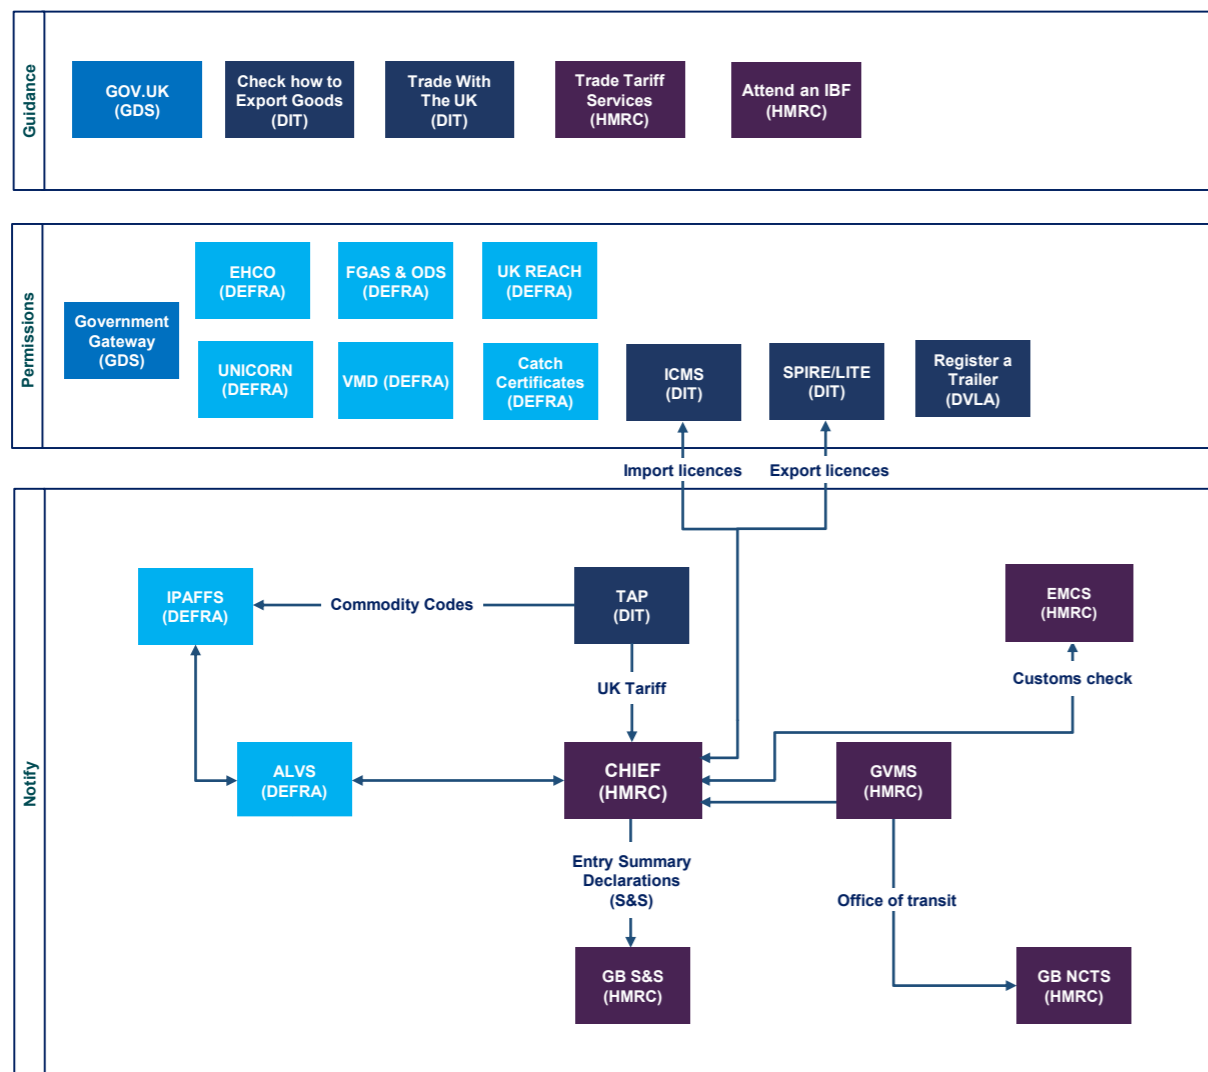 Guidance
GOV.UK
(GDS)
Check how to
Export Goods
(DIT)
Trade With
The UK
(DIT)
Trade Tariff
Services
(HMRC)
Attend an IBF
(HMRC)
Permissions
Government
Gateway
(GDS)
EHCO
(DEFRA)
FGAS & ODS
(DEFRA)
UK REACH
(DEFRA)
UNICORN
(DEFRA)
VMD (DEFRA)
Catch
Certificates
(DEFRA)
ICMS
(DIT)
SPIRE/LITE
(DIT)
Register a
Trailer
(DVLA)
Import licences
Export licences
Notify
IPAFFS
(DEFRA)
Commodity Codes
TAP
(DIT)
EMCS
(HMRC)
UK Tariff
Customs check
ALVS
(DEFRA)
CHIEF
(HMRC)
GVMS
(HMRC)
Entry Summary
Declarations
(S&S)
Office of transit
GB S&S
(HMRC)
GB NCTS
(HMRC)